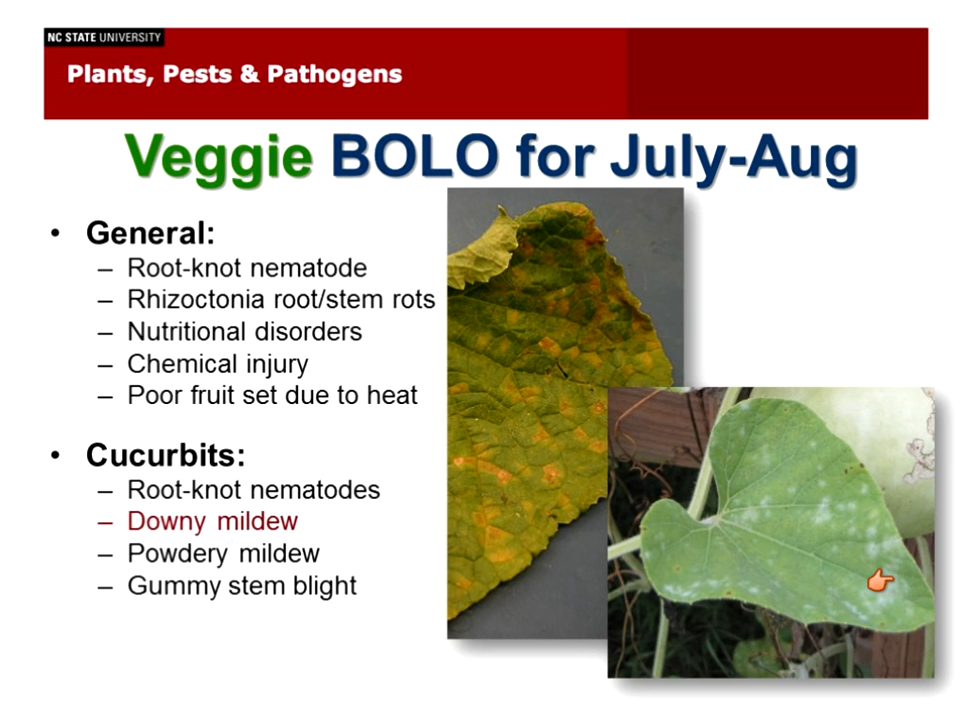 NC STATE UNIVERSITY
Plants, Pests & Pathogens
Veggie BOLO for July-Aug
• General:
– Root-knot nematode
– Rhizoctonia root/stem rots
– Nutritional disorders
– Chemical injury
– Poor fruit set due to heat
• Cucurbits:
– Root-knot nematodes
– Downy mildew
– Powdery mildew
– Gummy stem blight